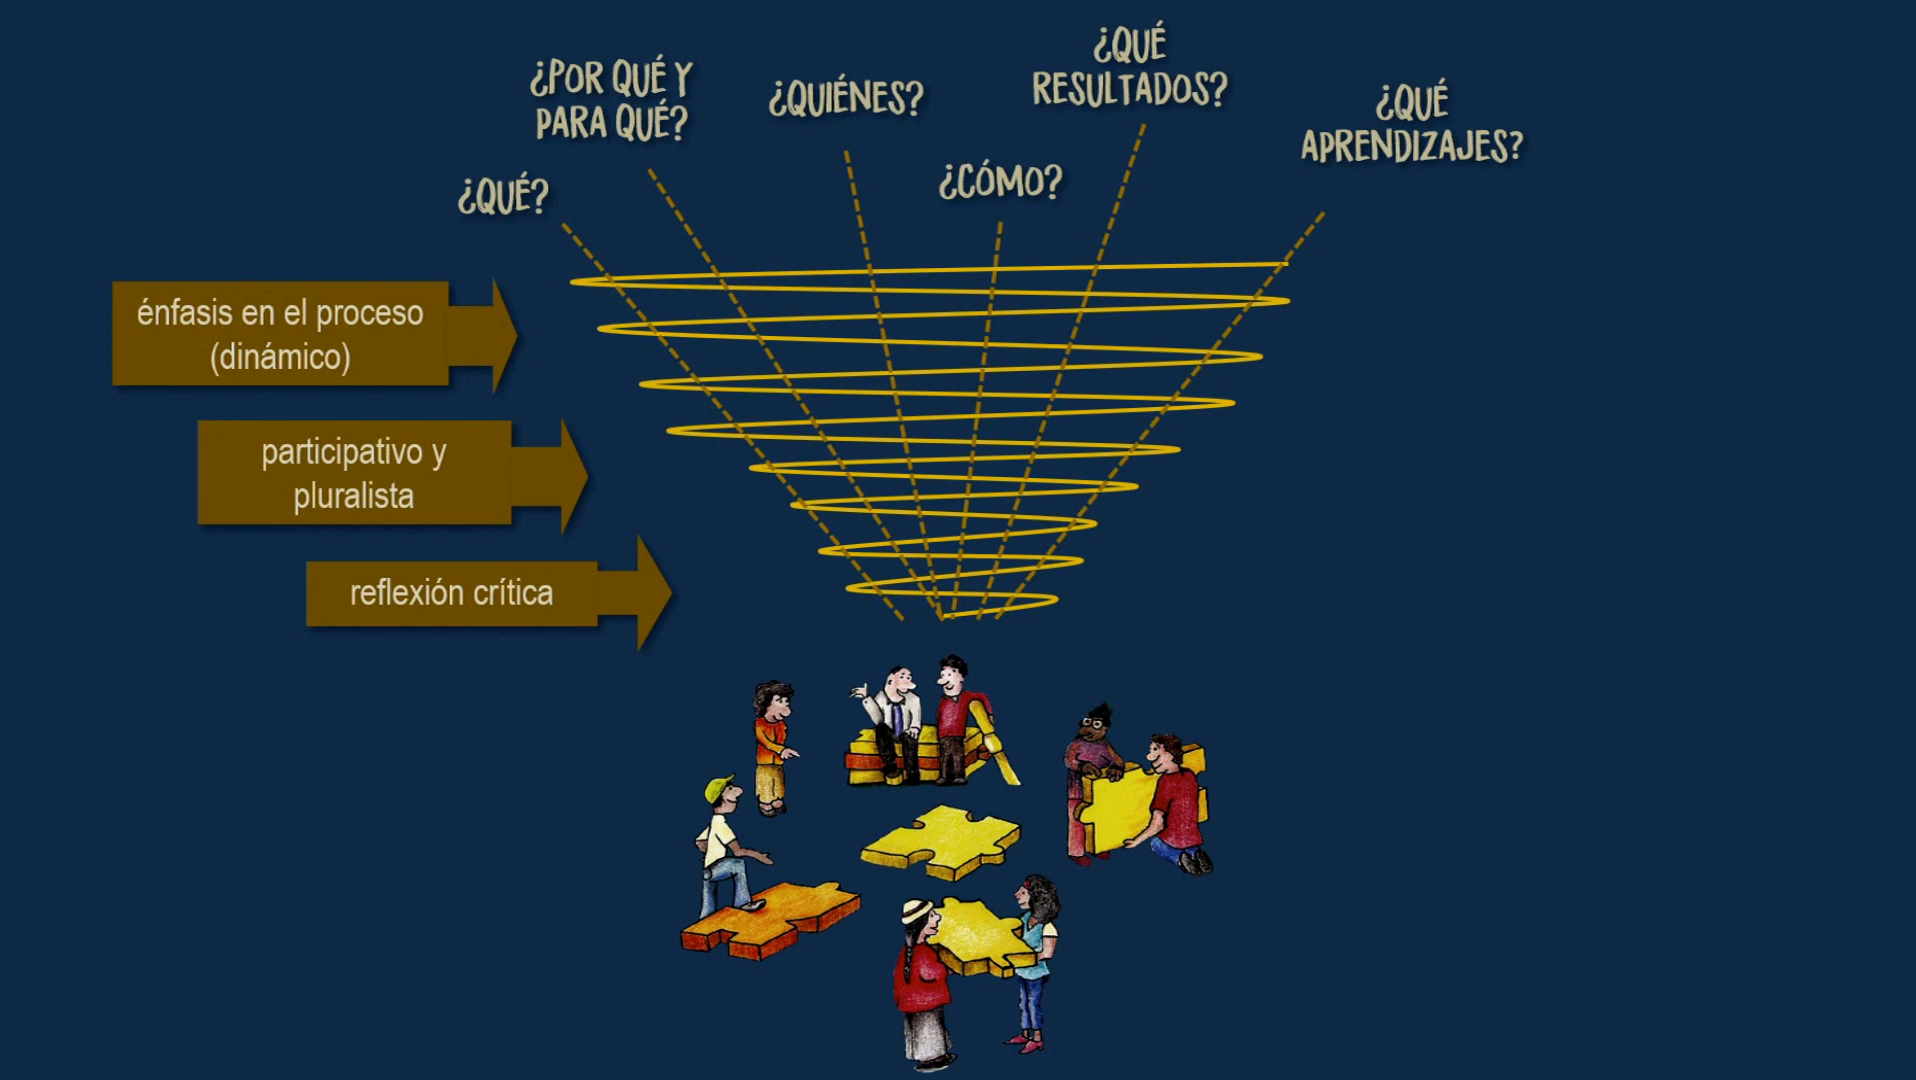 ¿QUÉ?
¿POR QUÉ Y
PARA QUÉ?
¿QUIÉNES?
¿CÓMO?
¿QUÉ
RESULTADOS?
¿QUÉ
APRENDIZAJES?
énfasis en el proceso
(dinámico)
participativo y
pluralista
reflexión crítica